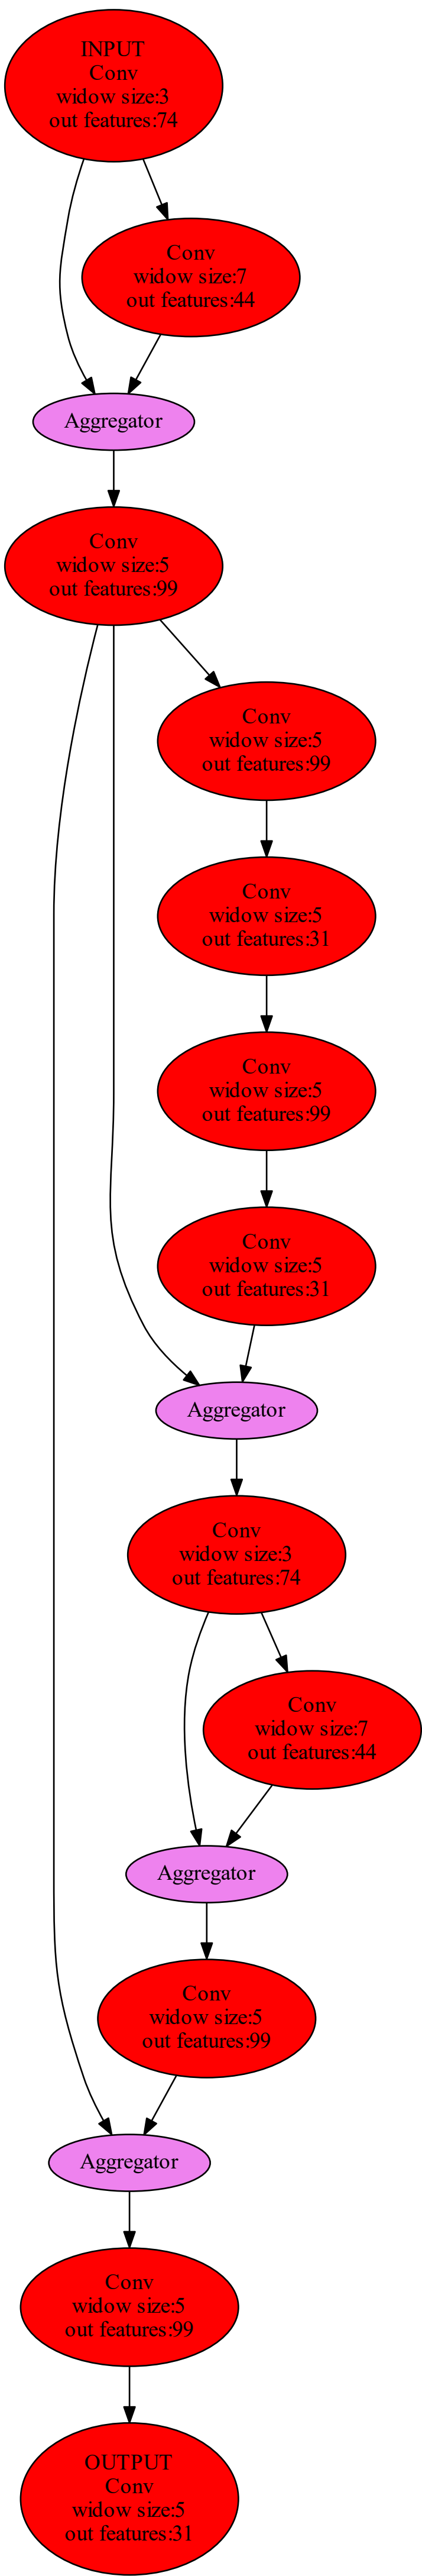 INPUT
Conv
widow size:3
out features:74
Conv
widow size:7
out features:44
Aggregator
Conv
widow size:5
out features:99
Conv
widow size:5
out features:99
Conv
widow size:5
out features:31
Conv
widow size:5
out features:99
Conv
widow size:5
out features:31
Aggregator
Conv
widow size:3
out features:74
Conv
widow size:7
out features:44
Aggregator
Conv
widow size:5
out features:99
Aggregator
Conv
widow size:5
out features:99
OUTPUT
Conv
widow size:5
out features:31